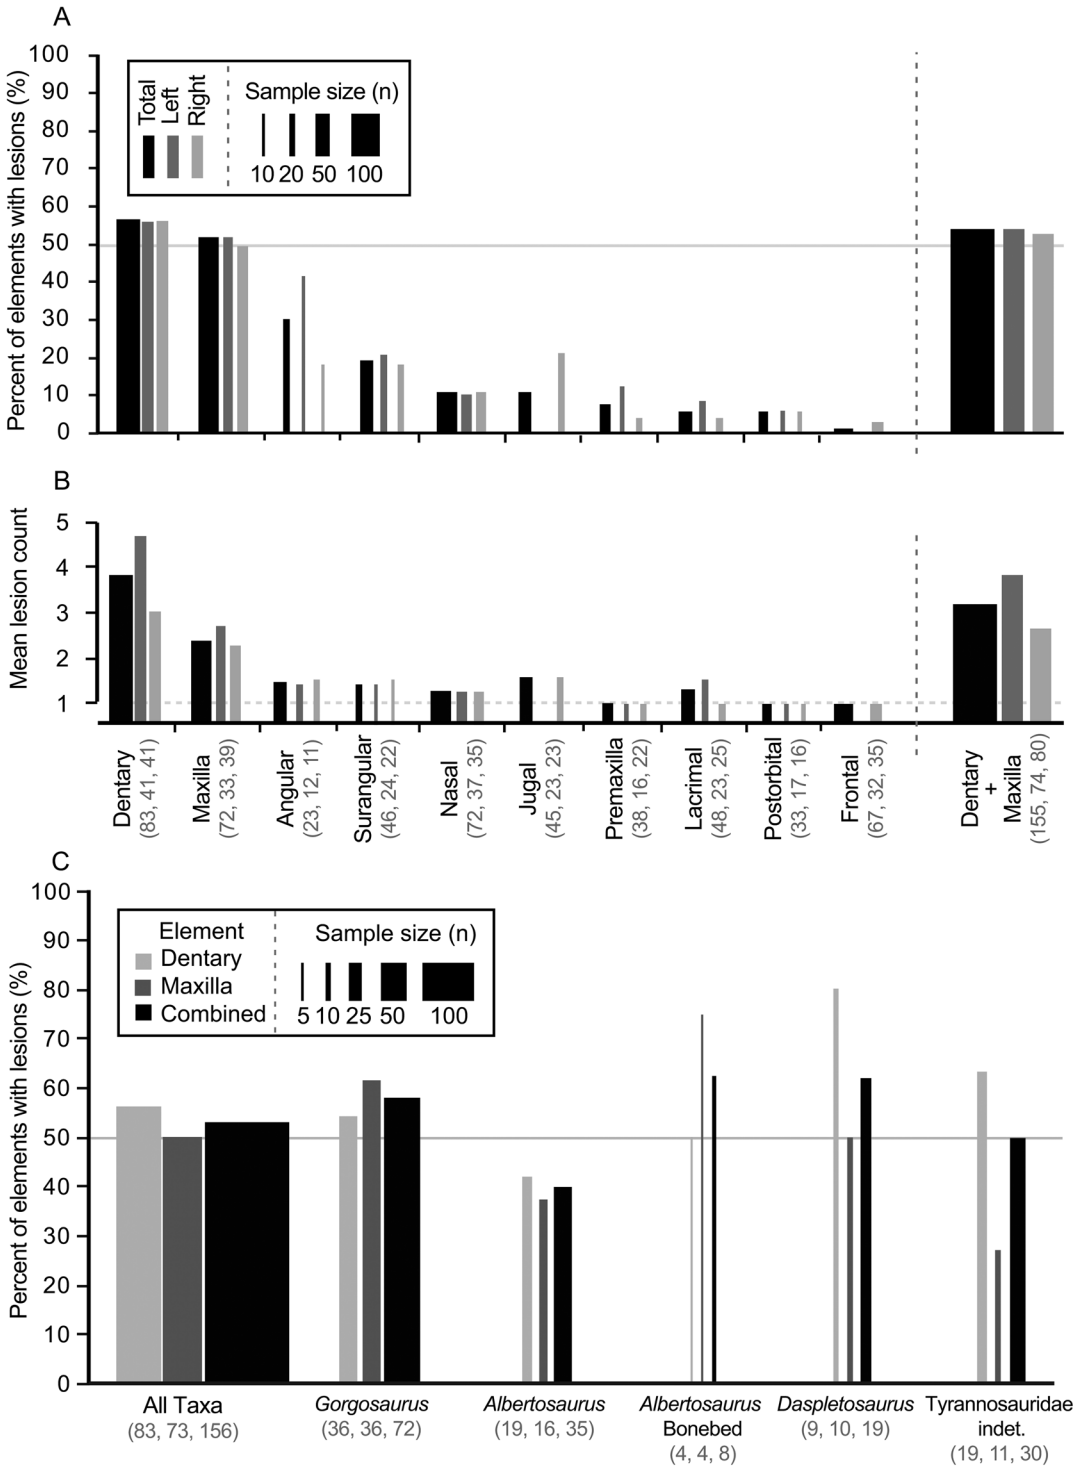 A
Percent of elements with lesions (%)
100
90
80
70
60
50
40
30
20
10
0
Total
Left
Right
Sample size (n)
10 20 50 100
B
Mean lesion count
5
4
3
2
1
Dentary
(83, 41, 41)
Maxilla
(72, 33, 39)
Angular
(23, 12, 11)
Surangular
(46, 24, 22)
Nasal
(72, 37, 35)
Jugal
(45, 23, 23)
Premaxilla
(38, 16, 22)
Lacrimal
(48, 23, 25)
Postorbital
(33, 17, 16)
Frontal
(67, 32, 35)
Dentary
+
Maxilla
(155, 74, 80)
C
Percent of elements with lesions (%)
100
90
80
70
60
50
40
30
20
10
0
Element
Dentary
Maxilla
Combined
Sample size (n)
5 10 25 50 100
All Taxa
(83, 73, 156)
Gorgosaurus
(36, 36, 72)
Albertosaurus
(19, 16, 35)
Albertosaurus
Bonebed
(4, 4, 8)
Daspletosaurus
(9, 10, 19)
Tyrannosauridae
indet.
(19, 11, 30)